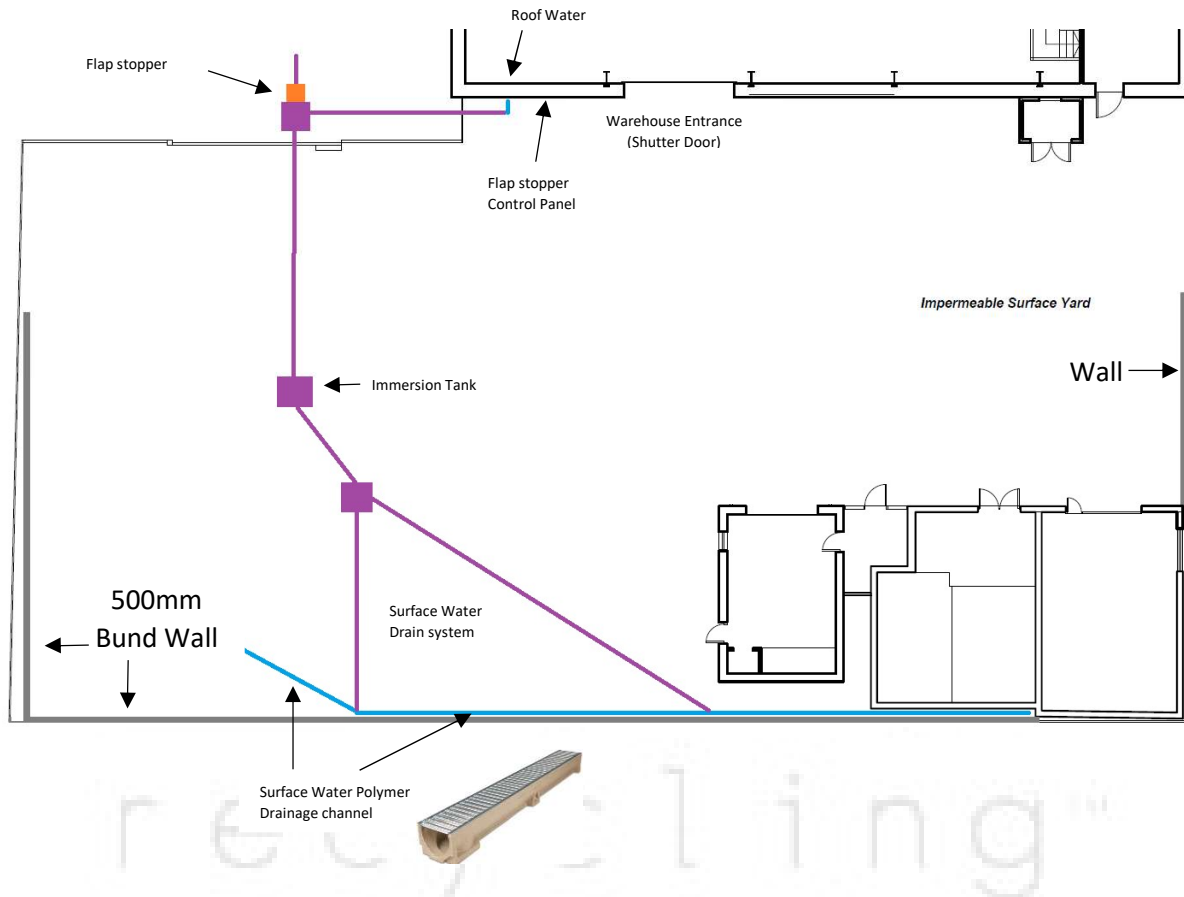 Roof Water
Flap stopper
Warehouse Entrance
(Shutter Door)
Flap stopper
Control Panel
Impermeable Surface Yard
Wall
Immersion Tank
500mm
Bund Wall
Surface Water
Drain system
Surface Water Polymer
Drainage channel
recycling™